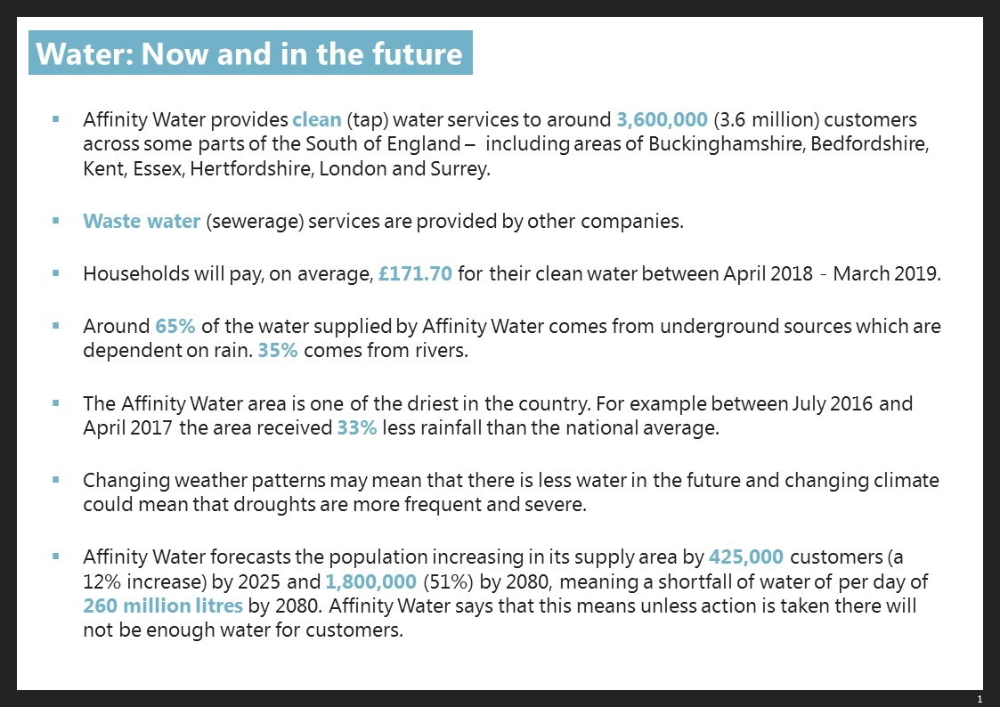 Water: Now and in the future
▪ Affinity Water provides clean (tap) water services to around 3,600,000 (3.6 million) customers
across some parts of the South of England – including areas of Buckinghamshire, Bedfordshire,
Kent, Essex, Hertfordshire, London and Surrey.
▪ Waste water (sewerage) services are provided by other companies.
▪ Households will pay, on average, £171.70 for their clean water between April 2018 - March 2019.
▪ Around 65% of the water supplied by Affinity Water comes from underground sources which are
dependent on rain. 35% comes from rivers.
▪ The Affinity Water area is one of the driest in the country. For example between July 2016 and
April 2017 the area received 33% less rainfall than the national average.
▪ Changing weather patterns may mean that there is less water in the future and changing climate
could mean that droughts are more frequent and severe.
▪ Affinity Water forecasts the population increasing in its supply area by 425,000 customers (a
12% increase) by 2025 and 1,800,000 (51%) by 2080, meaning a shortfall of water of per day of
260 million litres by 2080. Affinity Water says that this means unless action is taken there will
not be enough water for customers.
1